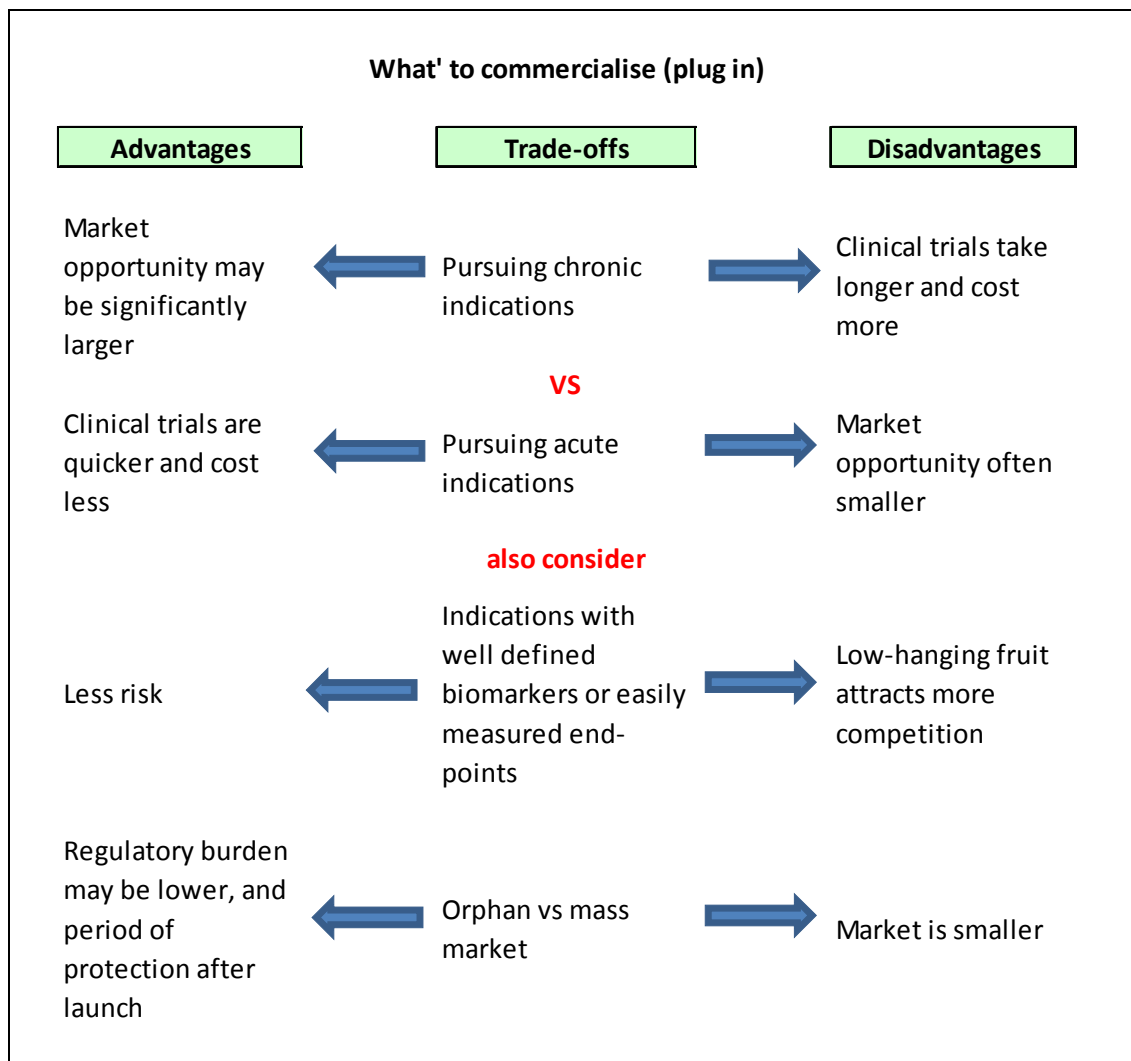 What' to commercialise (plug in)
Advantages
Trade-offs
Disadvantages
Market
opportunity may
be significantly
larger
Pursuing chronic
indications
Clinical trials take
longer and cost
more
VS
Clinical trials are
quicker and cost
less
Pursuing acute
indications
Market
opportunity often
smaller
also consider
Less risk
Indications with
well defined
biomarkers or easily
measured end-
points
Low-hanging fruit
attracts more
competition
Regulatory burden
may be lower, and
period of
protection after
launch
Orphan vs mass
market
Market is smaller